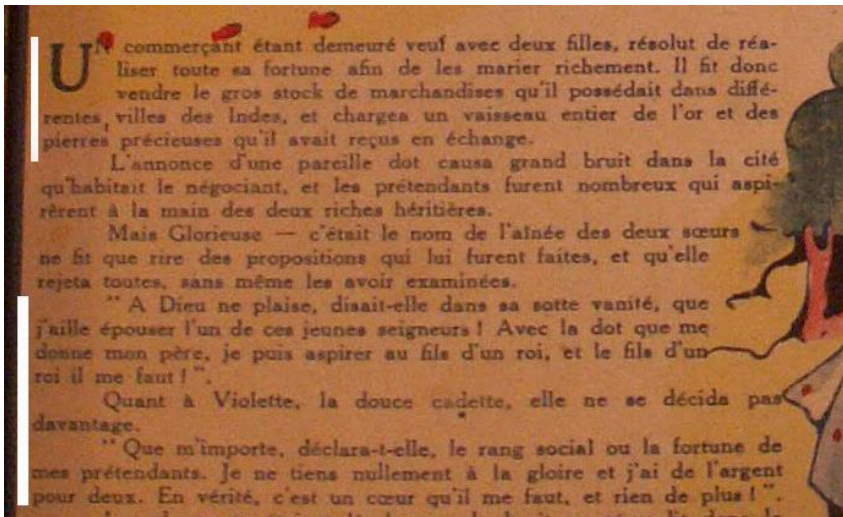 UN commerçant étant demeuré veuf avec deux filles, résolut de réa-
liser toute sa fortune afin de les marier richement. Il fit donc
vendre le gros stock de marchandises qu'il possédait dans diffé-
rentes villes des Indes, et chargea un vaisseau entier de l'or et des
pierres précieuses qu'il avait reçus en échange.
L'annonce d'une pareille dot causa grand bruit dans la cité
qu'habitait le négociant, et les prétendants furent nombreux qui aspi-
rèrent à la main des deux riches héritières.
Mais Glorieuse — c'était le nom de l'aînée des deux sœurs
ne fit que rire des propositions qui lui furent faites, et qu'elle
rejeta toutes, sans même les avoir examinées.
" A Dieu ne plaise, disait-elle dans sa sotte vanité, que
j'aille épouser l'un de ces jeunes seigneurs ! Avec la dot que me
donne mon père, je puis aspirer au fils d'un roi, et le fils d'un
roi il me faut ! ".
Quant à Violette, la douce cadette, elle ne se décida pas
davantage.
" Que m'importe, déclara-t-elle, le rang social ou la fortune de
mes prétendants. Je ne tiens nullement à la gloire et j'ai de l'argent
pour deux. En vérité, c'est un cœur qu'il me faut, et rien de plus ! ".